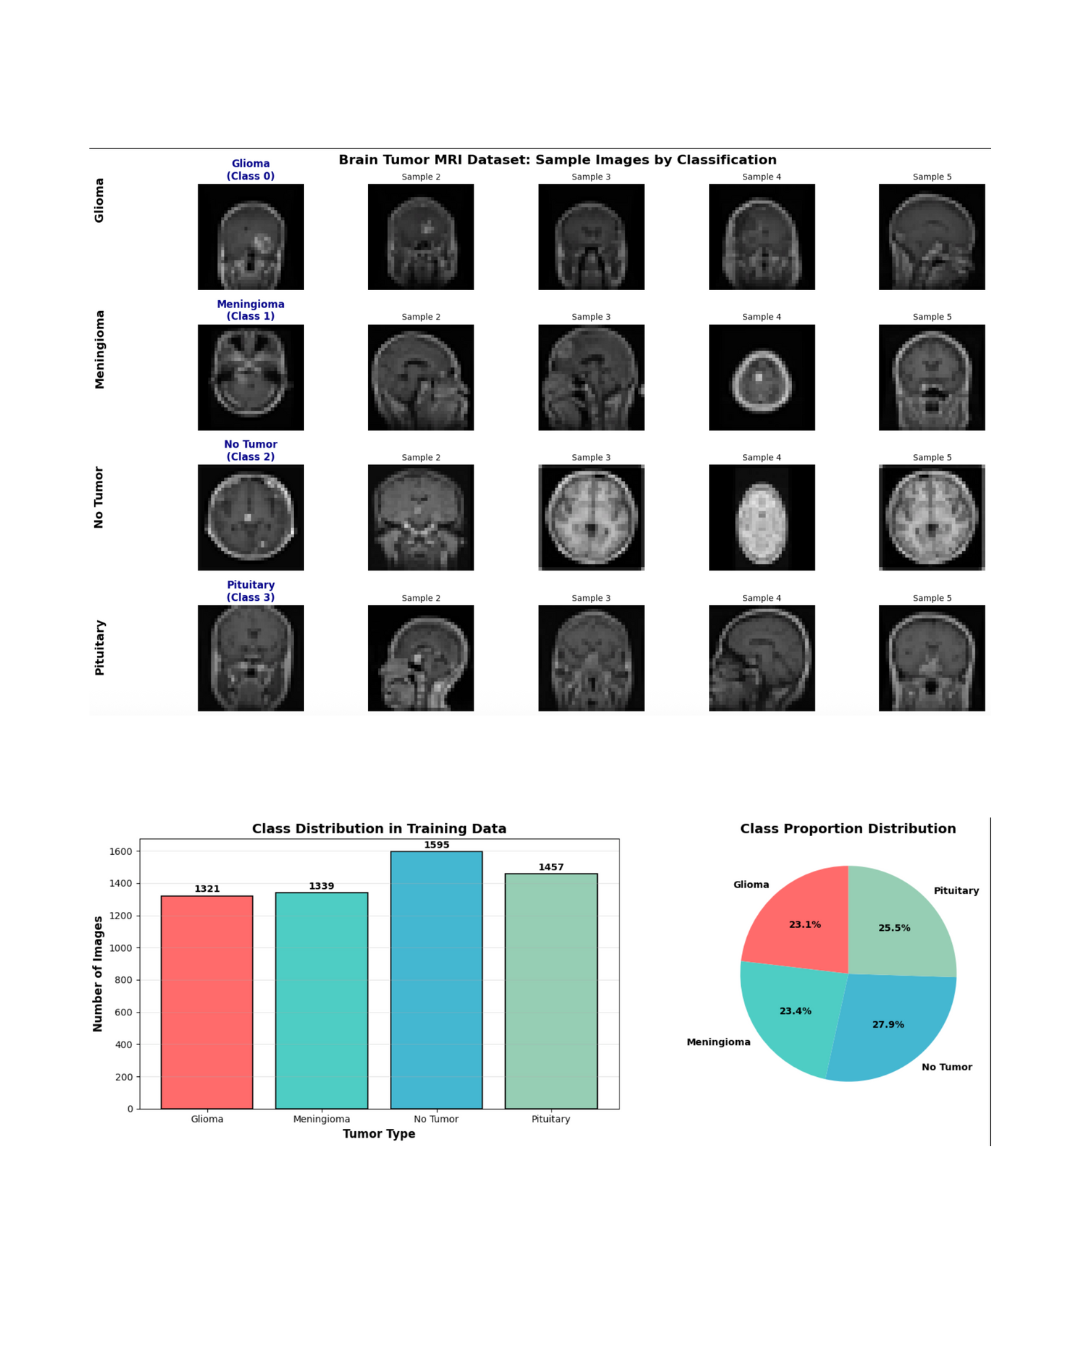 Brain Tumor MRI Dataset: Sample Images by Classification
Glioma
Glioma
(Class 0)
Sample 2
Sample 3
Sample 4
Sample 5
Meningioma
Meningioma
(Class 1)
Sample 2
Sample 3
Sample 4
Sample 5
No Tumor
No Tumor
(Class 2)
Sample 2
Sample 3
Sample 4
Sample 5
Pituitary
Pituitary
(Class 3)
Sample 2
Sample 3
Sample 4
Sample 5
Class Distribution in Training Data
Number of Images
1600
1400
1200
1000
800
600
400
200
0
1321
1339
1595
1457
Glioma
Meningioma
No Tumor
Pituitary
Tumor Type
Class Proportion Distribution
Glioma
23.1%
Pituitary
25.5%
Meningioma
23.4%
No Tumor
27.9%